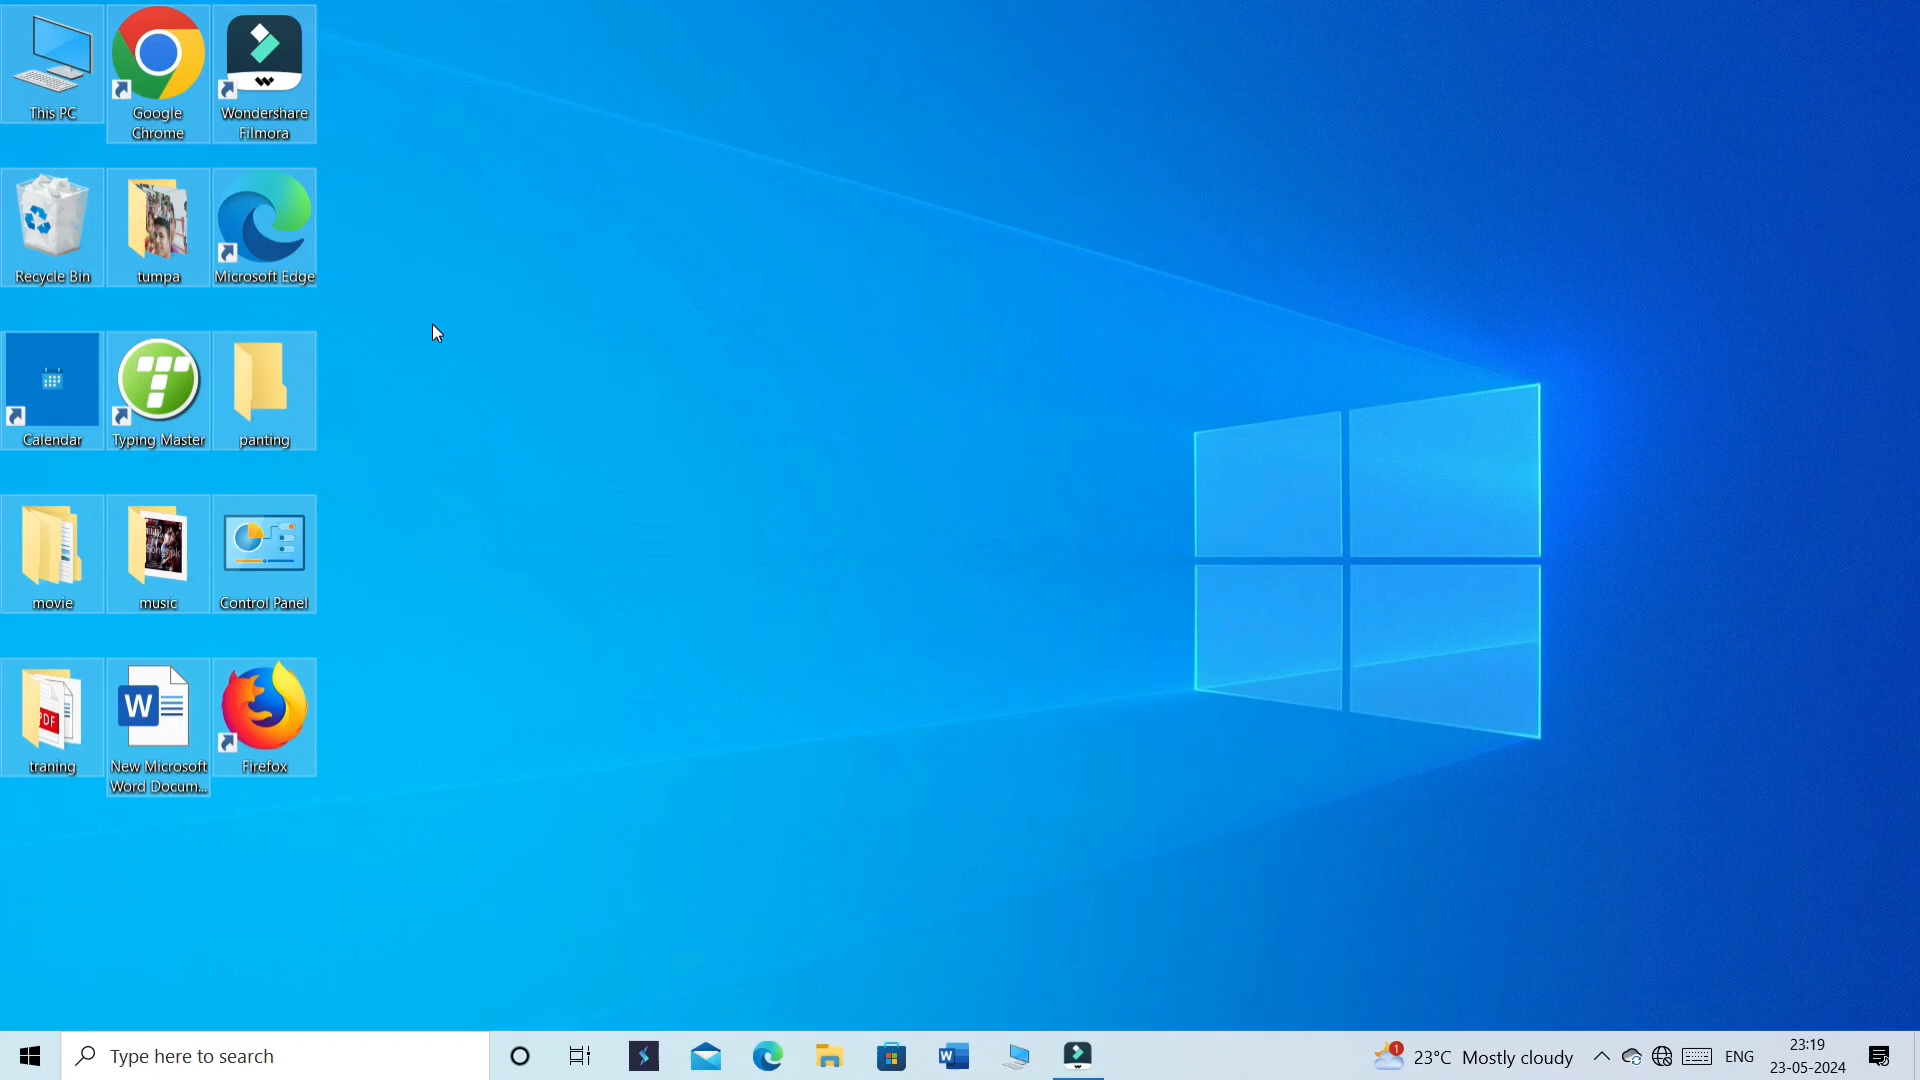 This PC
Google
Chrome
Wondershare
Filmora
Recycle Bin
tumpa
Microsoft Edge
Calendar
Typing Master
panting
movie
music
Control Panel
PDF
traning
W
New Microsoft
Word Docum...
Firefox
Type here to search
W
1
23°C Mostly cloudy
ENG
23:19
23-05-2024